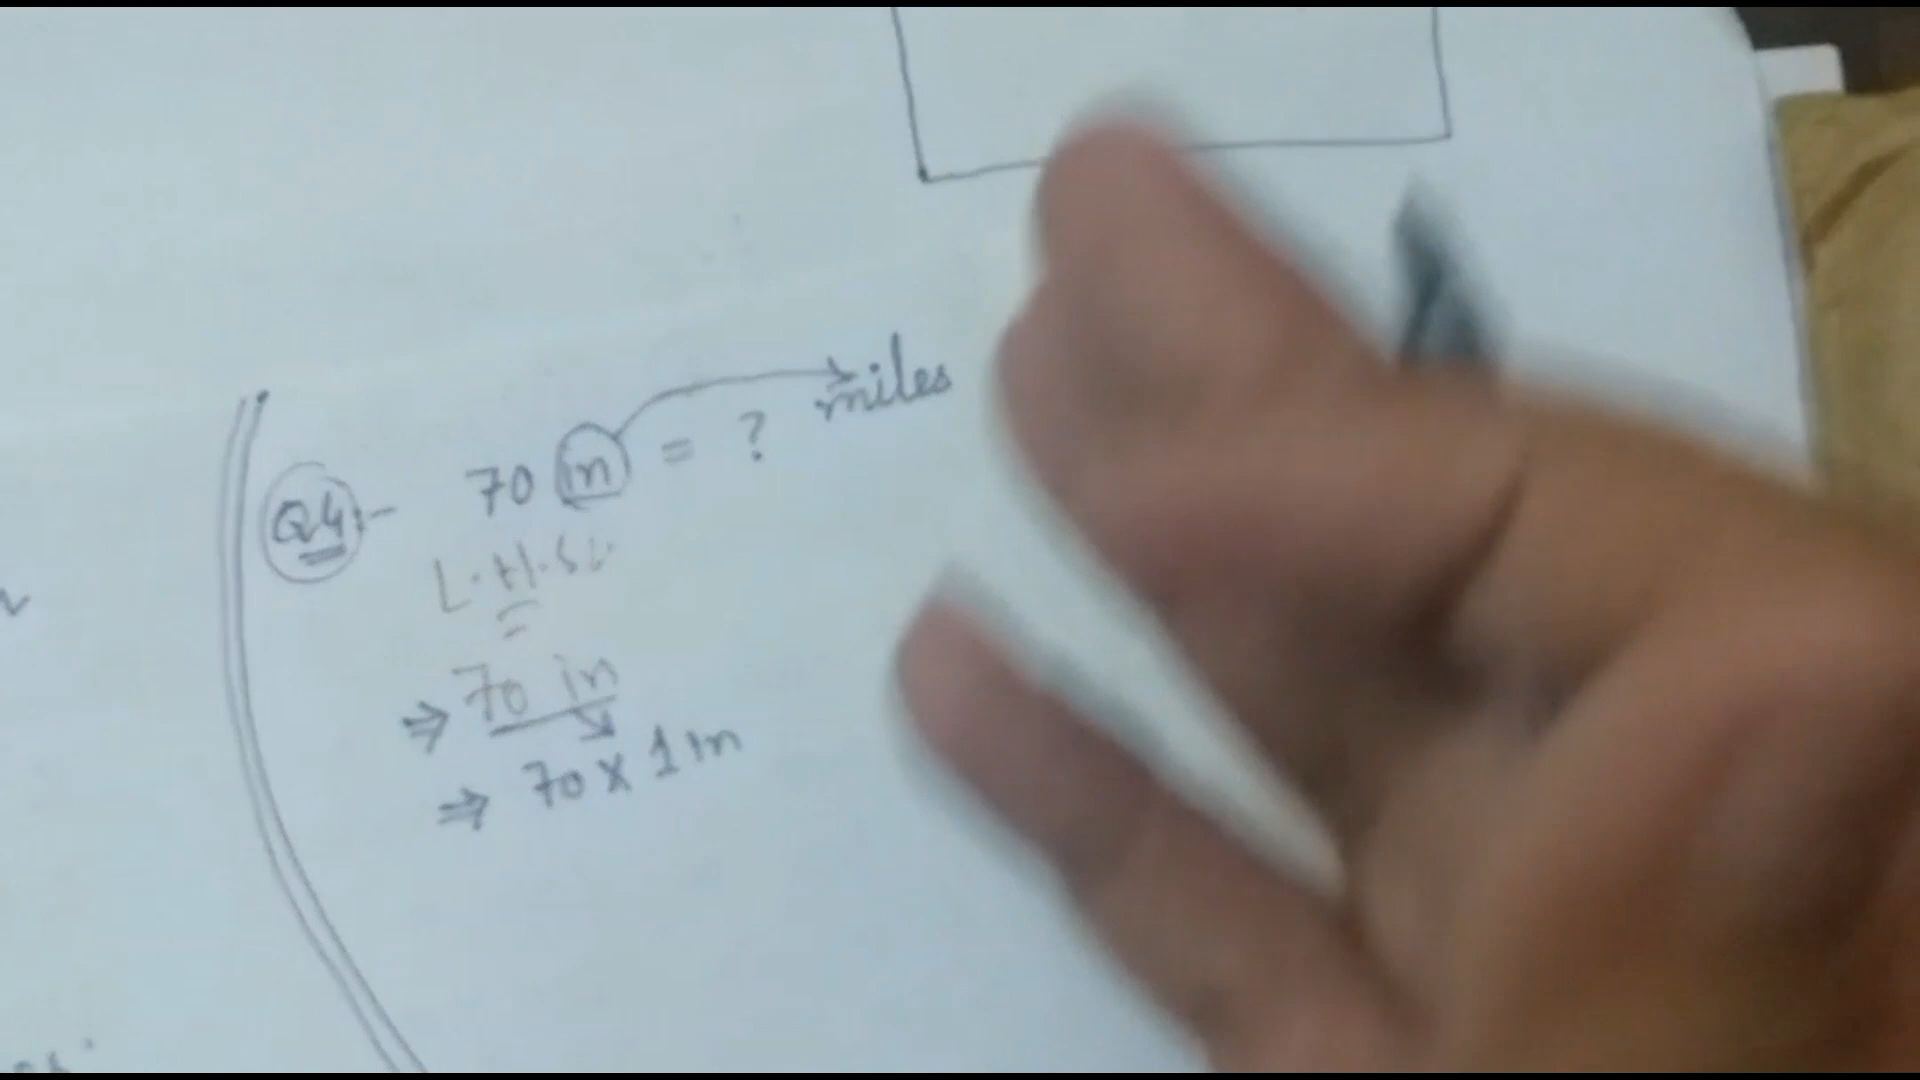 Q4:- 70 in = ? miles
L.H.S:
⇒ 70 in
⇒ 70 x 1 in